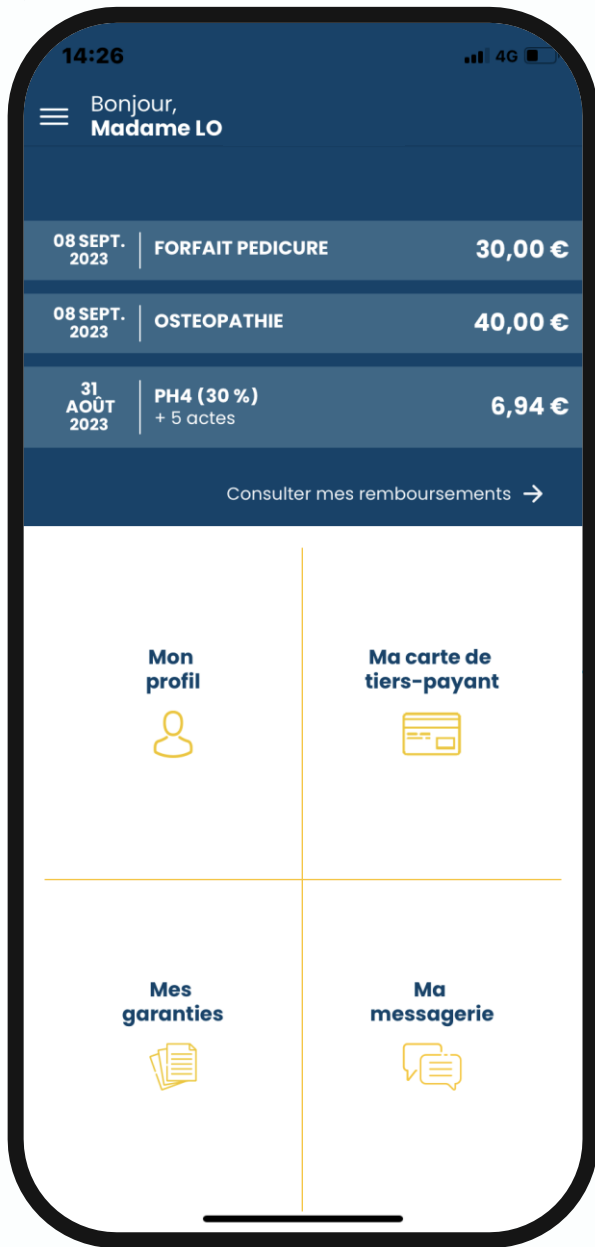 14:26
4G
Bonjour,
Madame LO
08 SEPT.
2023
FORFAIT PEDICURE
30,00 €
08 SEPT.
2023
OSTEOPATHIE
40,00 €
31
AOÛT
2023
PH4 (30 %)
+ 5 actes
6,94 €
Consulter mes remboursements →
Mon
profil
Ma carte de
tiers-payant
Mes
garanties
Ma
messagerie